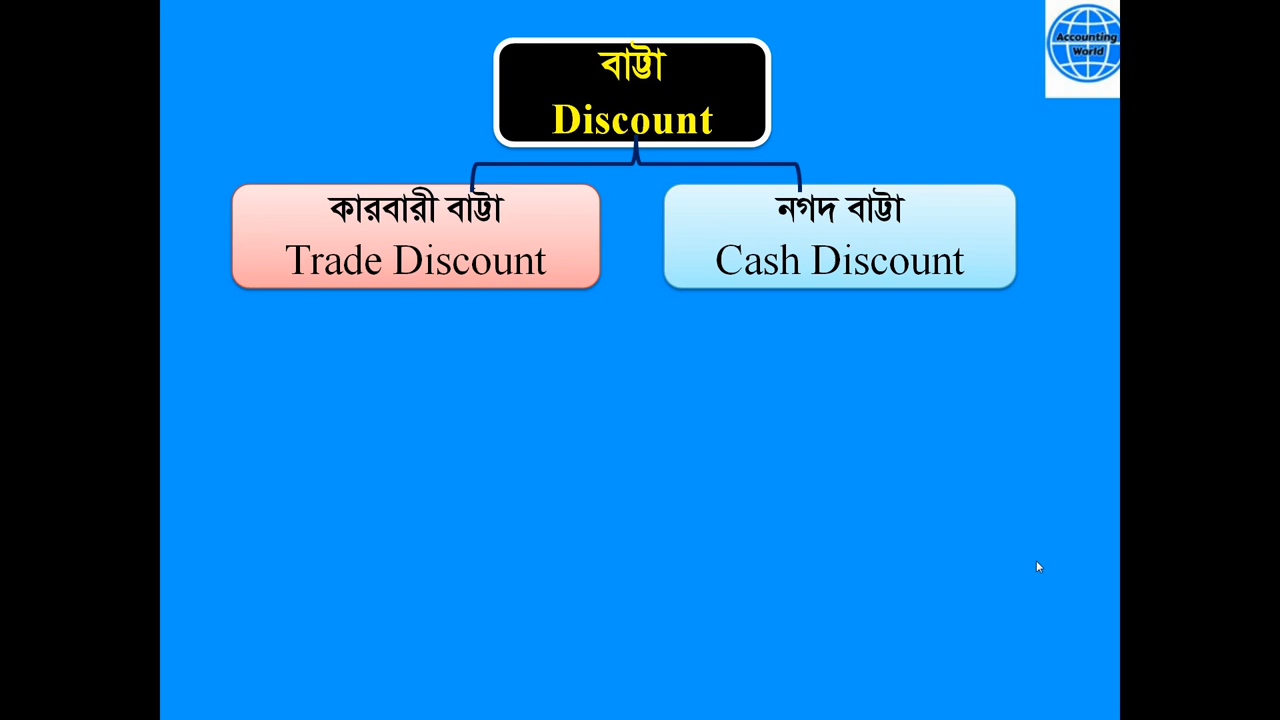 বাট্টা
Discount
কারবারী বাট্টা
Trade Discount
নগদ বাট্টা
Cash Discount
Accounting
World